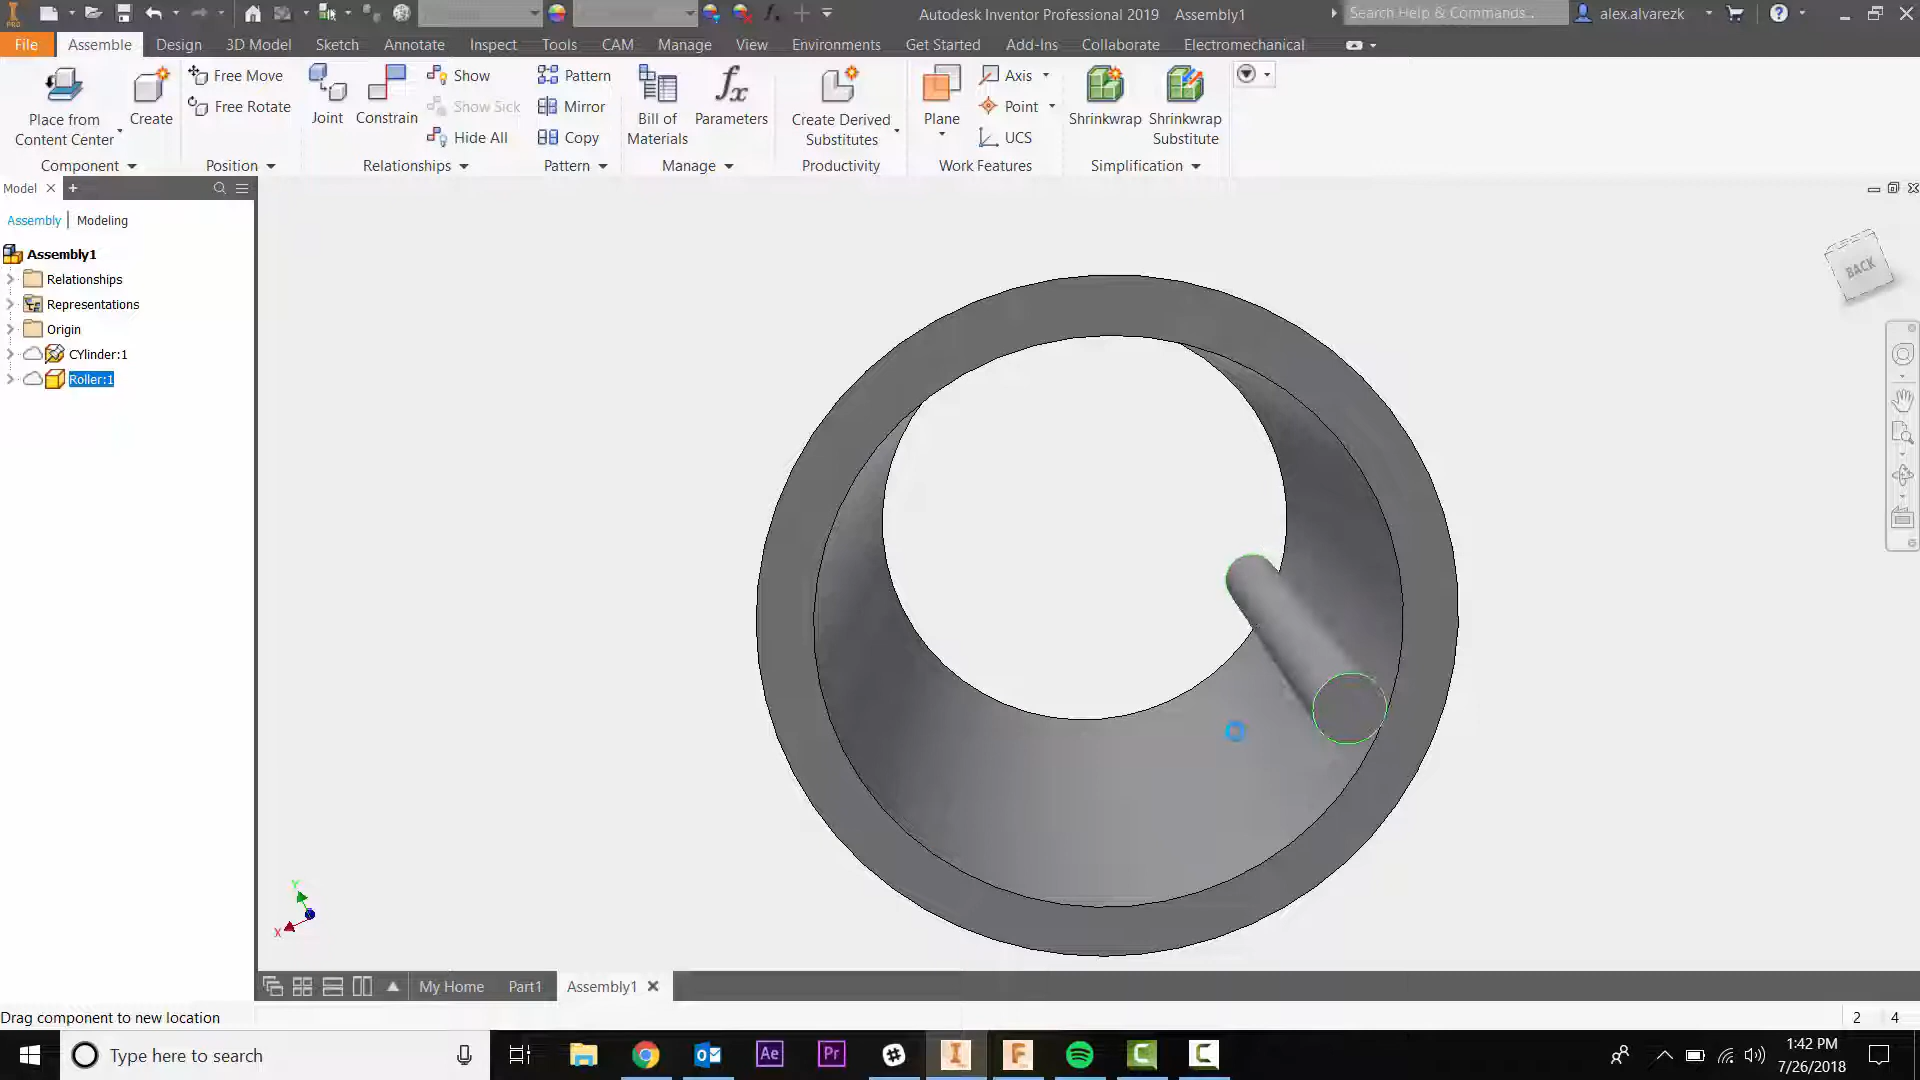 Autodesk Inventor Professional 2019 Assembly1
Search Help & Commands...
alex.alvarezk
PRO
File Assemble Design 3D Model Sketch Annotate Inspect Tools CAM Manage View Environments Get Started Add-Ins Collaborate Electromechanical
Place from Content Center
Create
Free Move
Free Rotate
Joint
Constrain
Show
Show Sick
Hide All
Pattern
Mirror
Copy
Bill of Materials
Parameters
Create Derived Substitutes
Plane
Axis
Point
UCS
Shrinkwrap
Shrinkwrap Substitute
Component Position Relationships Pattern Manage Productivity Work Features Simplification
Model
Assembly Modeling
Assembly1
Relationships
Representations
Origin
CYlinder:1
Roller:1
BACK
Y
X
My Home Part1 Assembly1
Drag component to new location
2 4
Type here to search
Ae
Pr
1:42 PM
7/26/2018